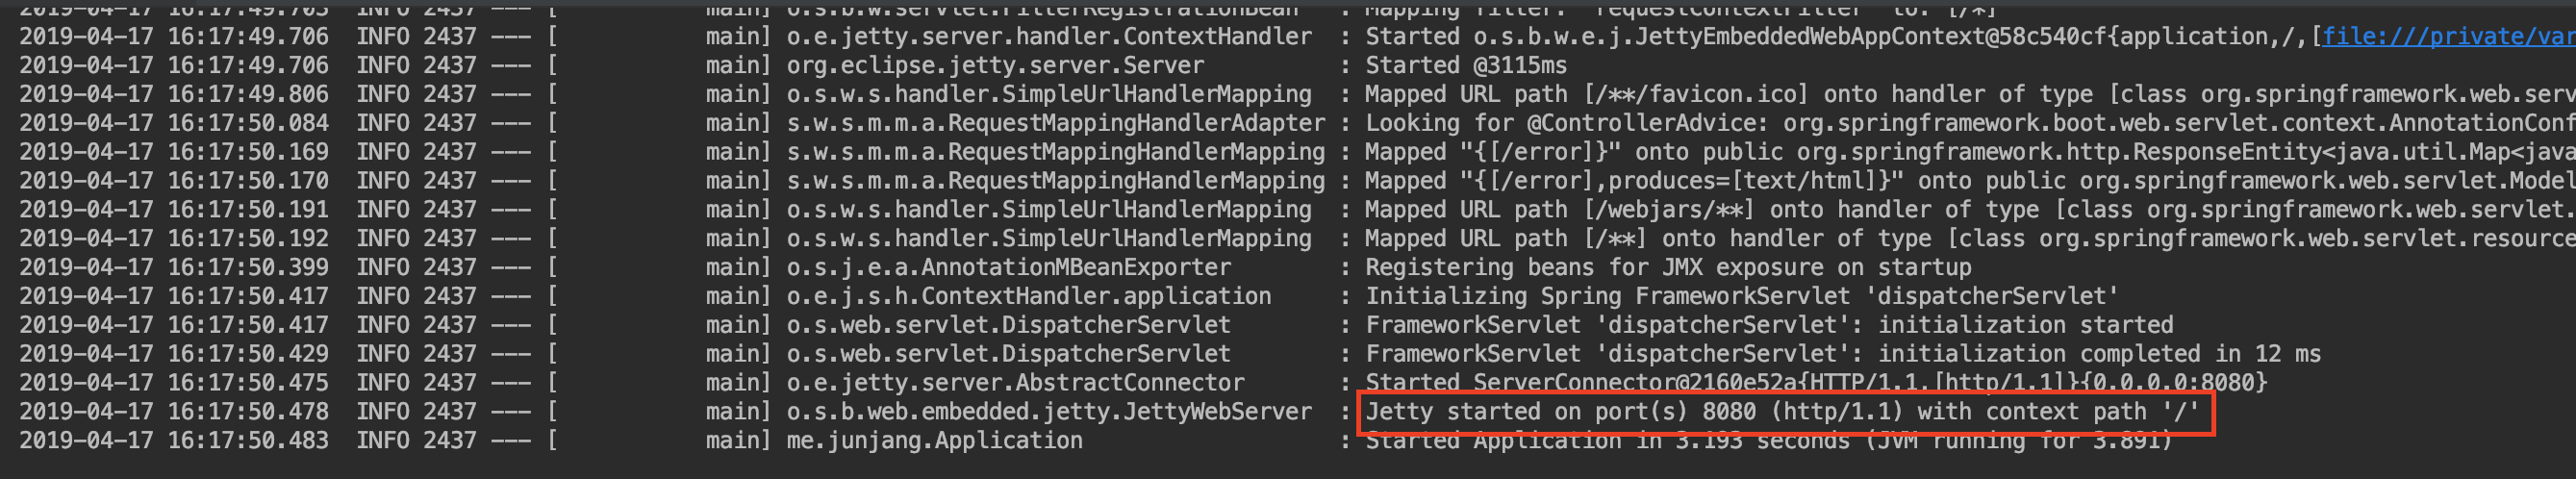 2019-04-17 16:17:49.703  INFO 2437 --- [           main] o.s.b.w.servlet.FilterRegistrationBean   : Mapping filter: 'requestContextFilter' to: [/*]
2019-04-17 16:17:49.706  INFO 2437 --- [           main] o.e.jetty.server.handler.ContextHandler  : Started o.s.b.w.e.j.JettyEmbeddedWebAppContext@58c540cf{application,/,[file:///private/var
2019-04-17 16:17:49.706  INFO 2437 --- [           main] org.eclipse.jetty.server.Server          : Started @3115ms
2019-04-17 16:17:49.806  INFO 2437 --- [           main] o.s.w.s.handler.SimpleUrlHandlerMapping  : Mapped URL path [/**/favicon.ico] onto handler of type [class org.springframework.web.serv
2019-04-17 16:17:50.084  INFO 2437 --- [           main] s.w.s.m.m.a.RequestMappingHandlerAdapter : Looking for @ControllerAdvice: org.springframework.boot.web.servlet.context.AnnotationConf
2019-04-17 16:17:50.169  INFO 2437 --- [           main] s.w.s.m.m.a.RequestMappingHandlerMapping : Mapped "{[/error]}" onto public org.springframework.http.ResponseEntity<java.util.Map<java
2019-04-17 16:17:50.170  INFO 2437 --- [           main] s.w.s.m.m.a.RequestMappingHandlerMapping : Mapped "{[/error],produces=[text/html]}" onto public org.springframework.web.servlet.Model
2019-04-17 16:17:50.191  INFO 2437 --- [           main] o.s.w.s.handler.SimpleUrlHandlerMapping  : Mapped URL path [/webjars/**] onto handler of type [class org.springframework.web.servlet.
2019-04-17 16:17:50.192  INFO 2437 --- [           main] o.s.w.s.handler.SimpleUrlHandlerMapping  : Mapped URL path [/**] onto handler of type [class org.springframework.web.servlet.resource
2019-04-17 16:17:50.399  INFO 2437 --- [           main] o.s.j.e.a.AnnotationMBeanExporter        : Registering beans for JMX exposure on startup
2019-04-17 16:17:50.417  INFO 2437 --- [           main] o.e.j.s.h.ContextHandler.application     : Initializing Spring FrameworkServlet 'dispatcherServlet'
2019-04-17 16:17:50.417  INFO 2437 --- [           main] o.s.web.servlet.DispatcherServlet        : FrameworkServlet 'dispatcherServlet': initialization started
2019-04-17 16:17:50.429  INFO 2437 --- [           main] o.s.web.servlet.DispatcherServlet        : FrameworkServlet 'dispatcherServlet': initialization completed in 12 ms
2019-04-17 16:17:50.475  INFO 2437 --- [           main] o.e.jetty.server.AbstractConnector       : Started ServerConnector@2160e52a{HTTP/1.1,[http/1.1]}{0.0.0.0:8080}
2019-04-17 16:17:50.478  INFO 2437 --- [           main] o.s.b.web.embedded.jetty.JettyWebServer  : Jetty started on port(s) 8080 (http/1.1) with context path '/'
2019-04-17 16:17:50.483  INFO 2437 --- [           main] me.junjang.Application                   : Started Application in 3.193 seconds (JVM running for 3.891)